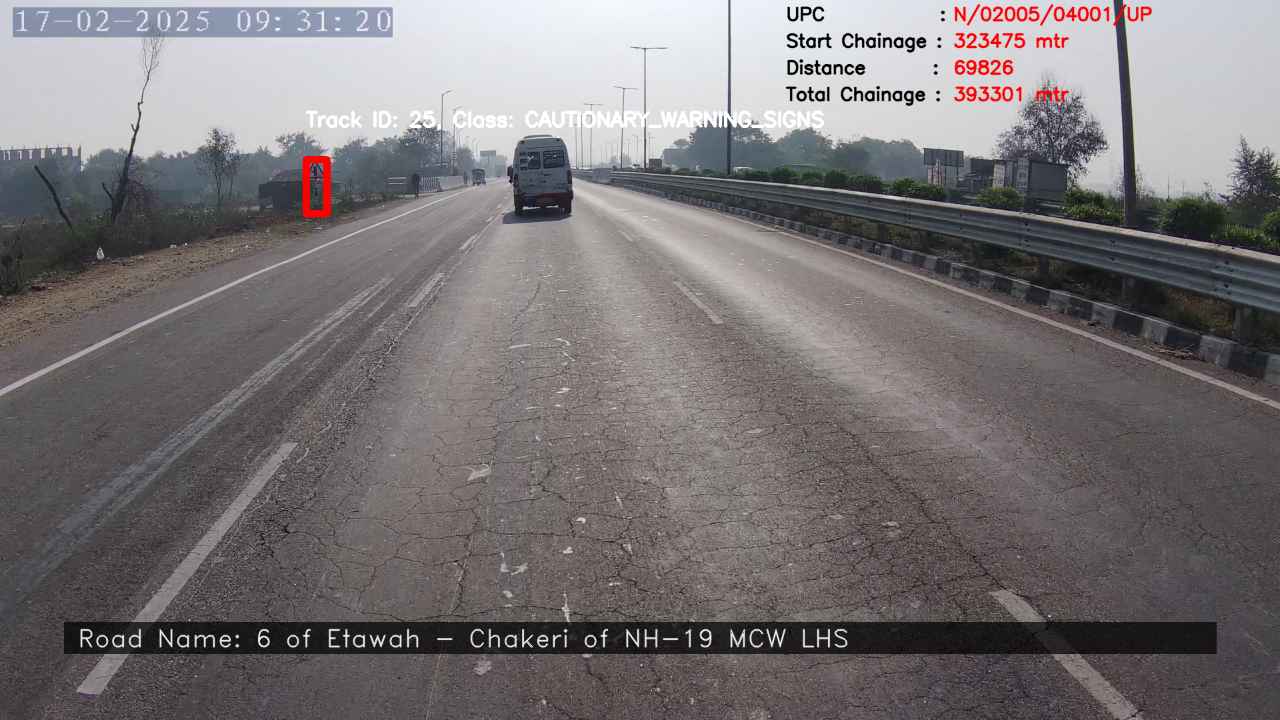 17-02-2025 09:31:20
UPC : N/02005/04001/UP
Start Chainage : 323475 mtr
Distance : 69826
Total Chainage : 393301 mtr
Track ID: 25, Class: CAUTIONARY_WARNING_SIGNS
Road Name: 6 of Etawah - Chakeri of NH-19 MCW LHS